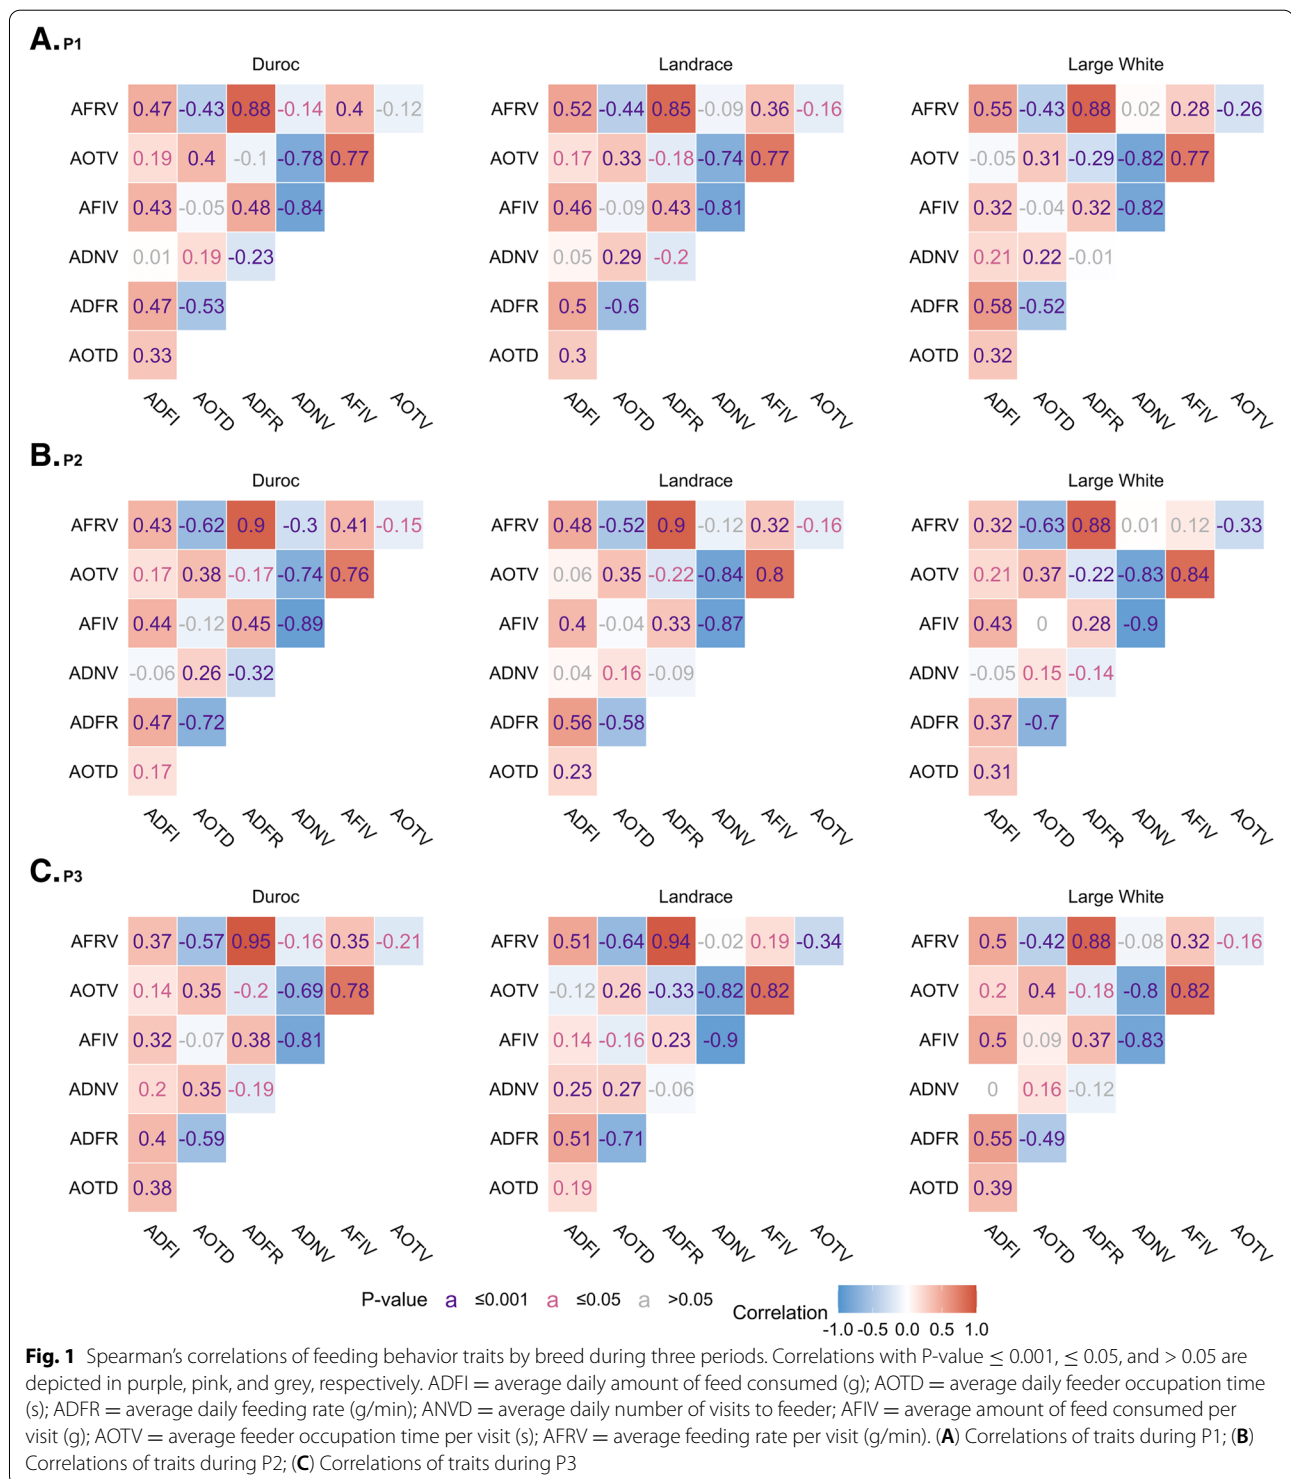 A. P1
Duroc Landrace Large White
AFRV 0.47 -0.43 0.88 -0.14 0.4 -0.12 AFRV 0.52 -0.44 0.85 -0.09 0.36 -0.16 AFRV 0.55 -0.43 0.88 0.02 0.28 -0.26
AOTV 0.19 0.4 -0.1 -0.78 0.77 AOTV 0.17 0.33 -0.18 -0.74 0.77 AOTV -0.05 0.31 -0.29 -0.82 0.77
AFIV 0.43 -0.05 0.48 -0.84 AFIV 0.46 -0.09 0.43 -0.81 AFIV 0.32 -0.04 0.32 -0.82
ADNV 0.01 0.19 -0.23 ADNV 0.05 0.29 -0.2 ADNV 0.21 0.22 -0.01
ADFR 0.47 -0.53 ADFR 0.5 -0.6 ADFR 0.58 -0.52
AOTD 0.33 AOTD 0.3 AOTD 0.32
ADFI AOTD ADFR ADNV AFIV AOTV ADFI AOTD ADFR ADNV AFIV AOTV ADFI AOTD ADFR ADNV AFIV AOTV
B. P2
Duroc Landrace Large White
AFRV 0.43 -0.62 0.9 -0.3 0.41 -0.15 AFRV 0.48 -0.52 0.9 -0.12 0.32 -0.16 AFRV 0.32 -0.63 0.88 0.01 0.12 -0.33
AOTV 0.17 0.38 -0.17 -0.74 0.76 AOTV 0.06 0.35 -0.22 -0.84 0.8 AOTV 0.21 0.37 -0.22 -0.83 0.84
AFIV 0.44 -0.12 0.45 -0.89 AFIV 0.4 -0.04 0.33 -0.87 AFIV 0.43 0 0.28 -0.9
ADNV -0.06 0.26 -0.32 ADNV 0.04 0.16 -0.09 ADNV -0.05 0.15 -0.14
ADFR 0.47 -0.72 ADFR 0.56 -0.58 ADFR 0.37 -0.7
AOTD 0.17 AOTD 0.23 AOTD 0.31
ADFI AOTD ADFR ADNV AFIV AOTV ADFI AOTD ADFR ADNV AFIV AOTV ADFI AOTD ADFR ADNV AFIV AOTV
C. P3
Duroc Landrace Large White
AFRV 0.37 -0.57 0.95 -0.16 0.35 -0.21 AFRV 0.51 -0.64 0.94 -0.02 0.19 -0.34 AFRV 0.5 -0.42 0.88 -0.08 0.32 -0.16
AOTV 0.14 0.35 -0.2 -0.69 0.78 AOTV -0.12 0.26 -0.33 -0.82 0.82 AOTV 0.2 0.4 -0.18 -0.8 0.82
AFIV 0.32 -0.07 0.38 -0.81 AFIV 0.14 -0.16 0.23 -0.9 AFIV 0.5 0.09 0.37 -0.83
ADNV 0.2 0.35 -0.19 ADNV 0.25 0.27 -0.06 ADNV 0 0.16 -0.12
ADFR 0.4 -0.59 ADFR 0.51 -0.71 ADFR 0.55 -0.49
AOTD 0.38 AOTD 0.19 AOTD 0.39
ADFI AOTD ADFR ADNV AFIV AOTV ADFI AOTD ADFR ADNV AFIV AOTV ADFI AOTD ADFR ADNV AFIV AOTV
P-value a ≤0.001 a ≤0.05 a >0.05 Correlation
-1.0 -0.5 0.0 0.5 1.0
Fig. 1 Spearman's correlations of feeding behavior traits by breed during three periods. Correlations with P-value ≤ 0.001, ≤ 0.05, and > 0.05 are
depicted in purple, pink, and grey, respectively. ADFI = average daily amount of feed consumed (g); AOTD = average daily feeder occupation time
(s); ADFR = average daily feeding rate (g/min); ANVD = average daily number of visits to feeder; AFIV = average amount of feed consumed per
visit (g); AOTV = average feeder occupation time per visit (s); AFRV = average feeding rate per visit (g/min). (A) Correlations of traits during P1; (B)
Correlations of traits during P2; (C) Correlations of traits during P3